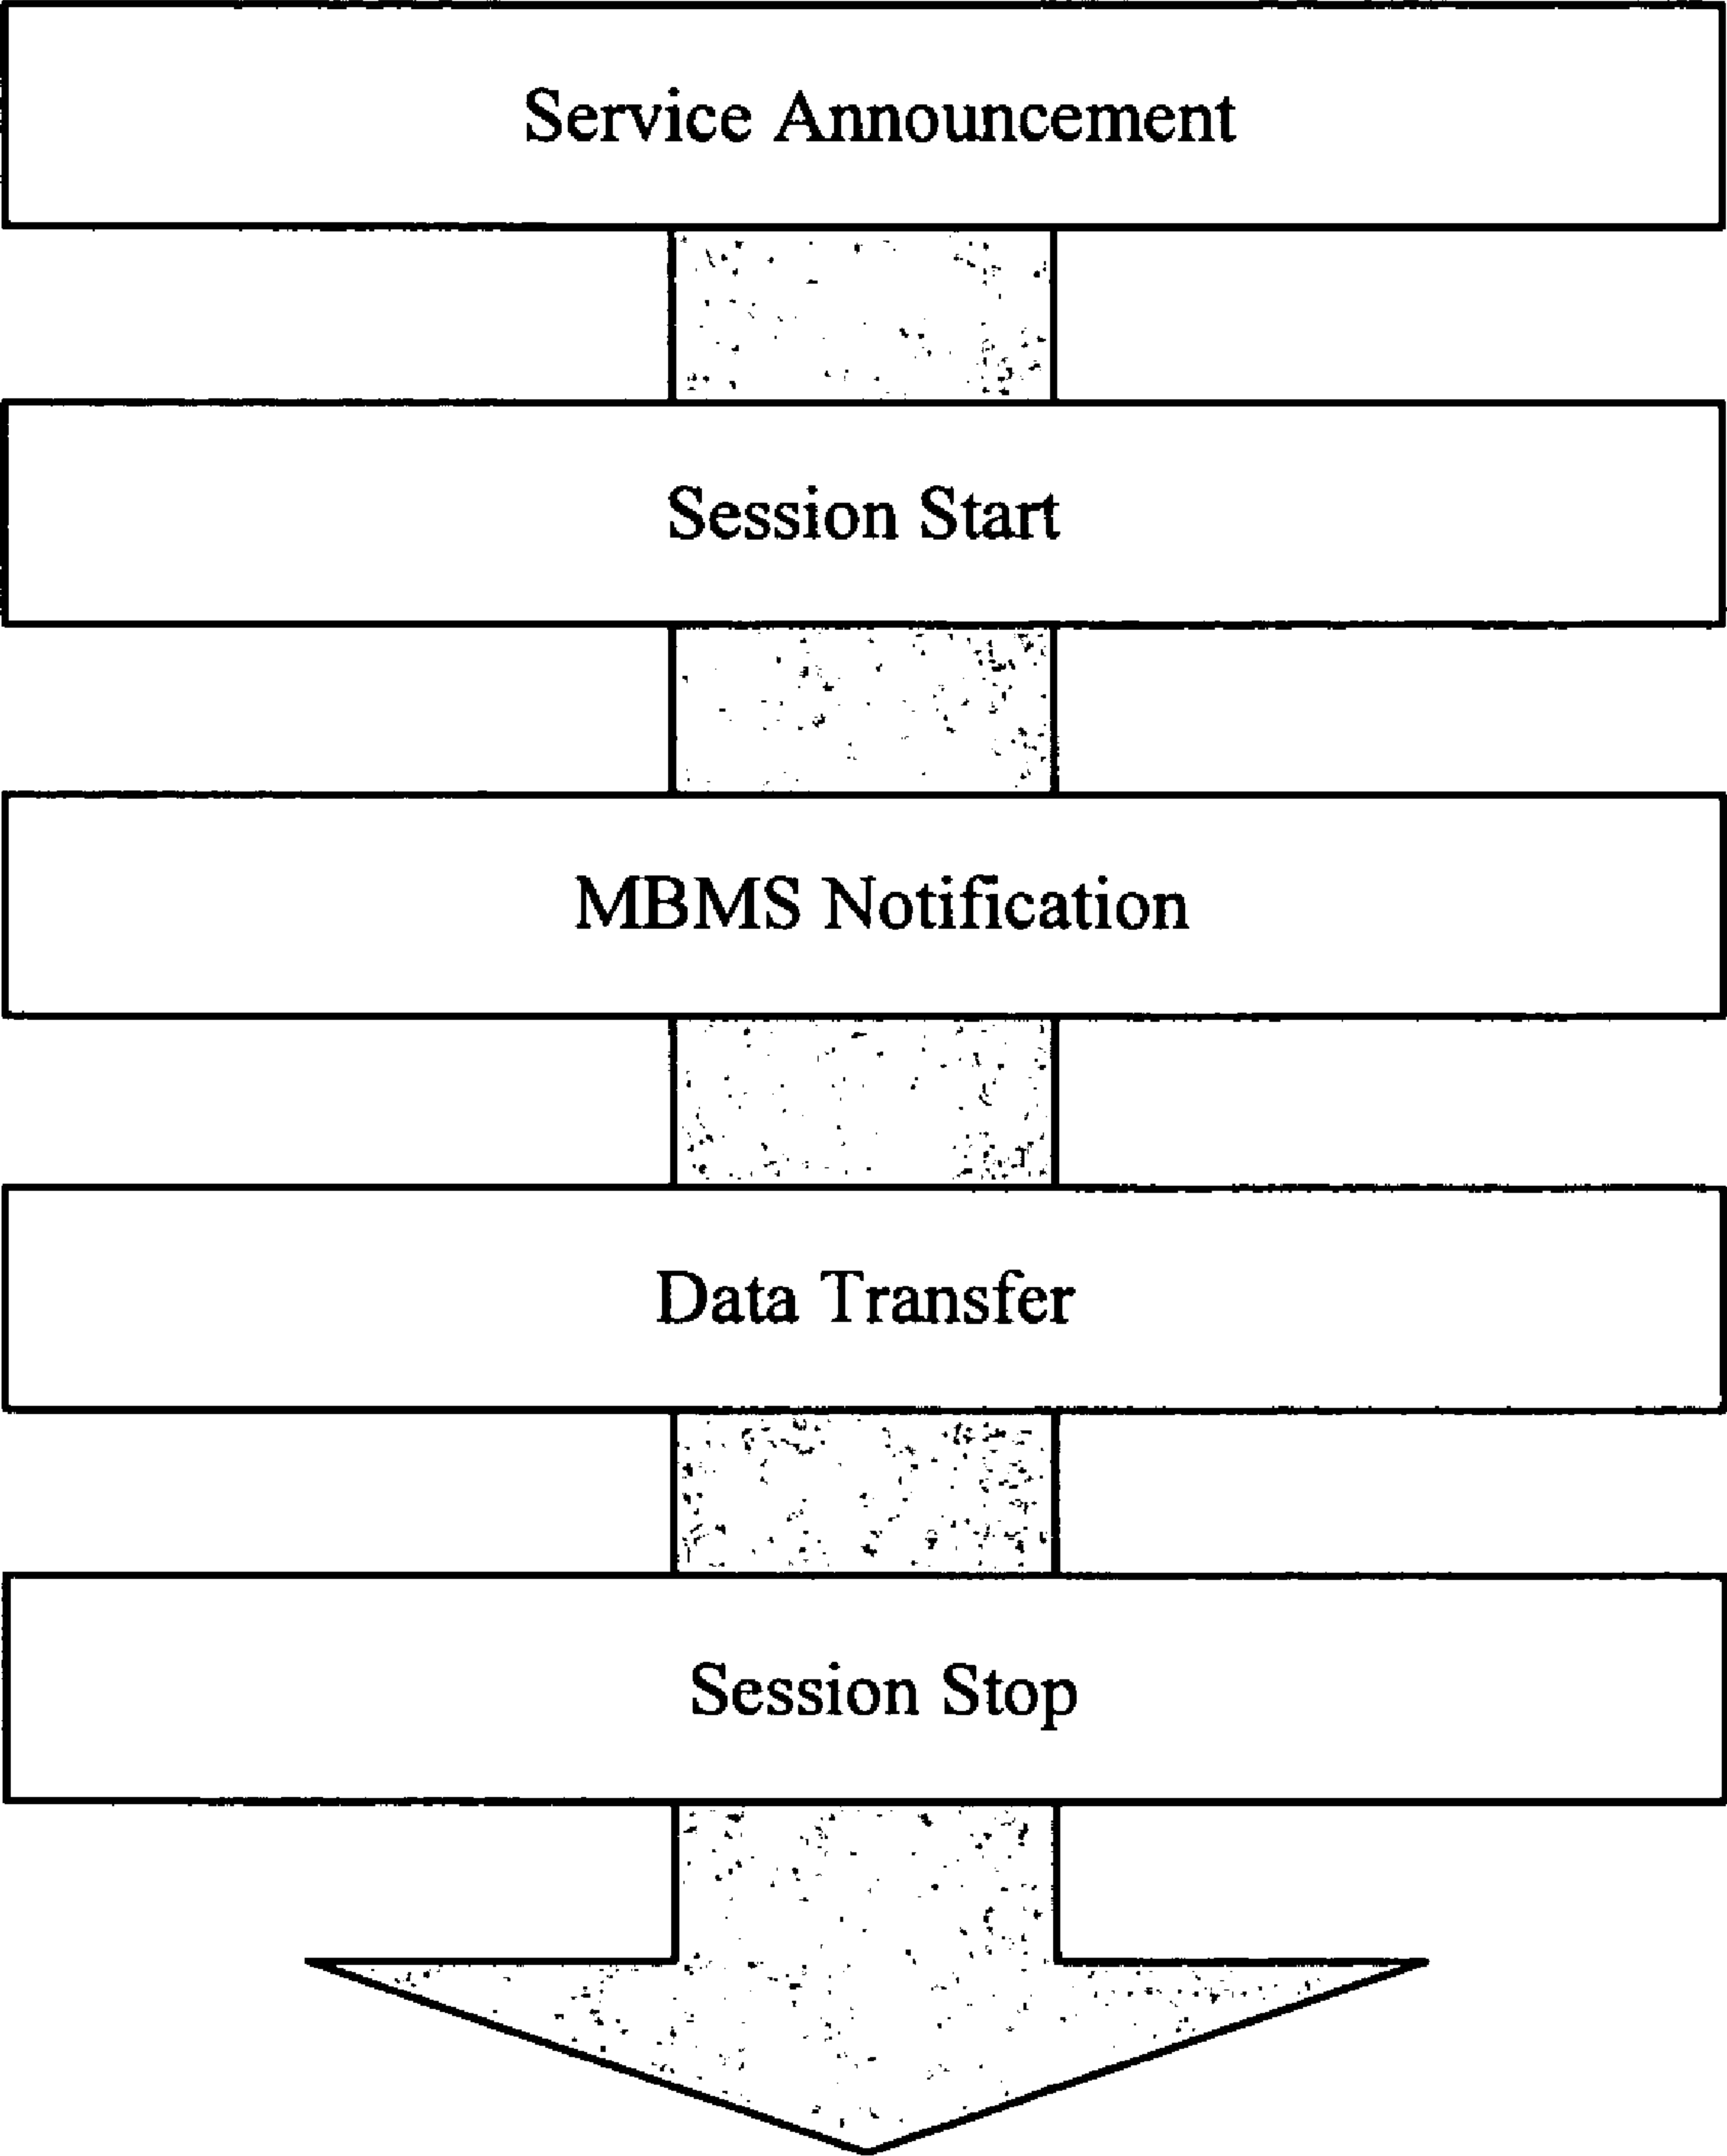 Service Announcement
Session Start
MBMS Notification
Data Transfer
Session Stop